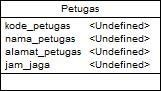 Petugas
kode_petugas <Undefined>
nama_petugas <Undefined>
alamat_petugas <Undefined>
jam_jaga <Undefined>